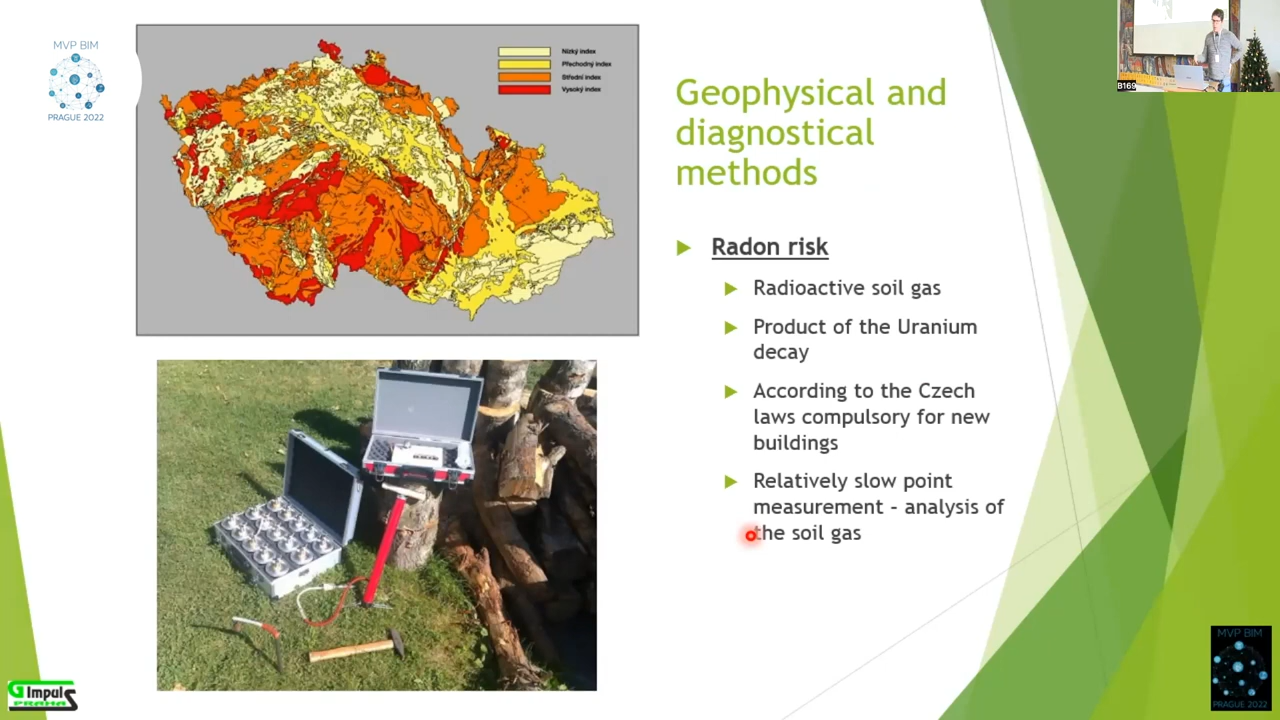 MVP BIM
PRAGUE 2022
Nízký index
Přechodný index
Střední index
Vysoký index
Geophysical and
diagnostical
methods
Radon risk
Radioactive soil gas
Product of the Uranium
decay
According to the Czech
laws compulsory for new
buildings
Relatively slow point
measurement – analysis of
the soil gas
B169
G Impuls
PRAHA
MVP BIM
PRAGUE 2022